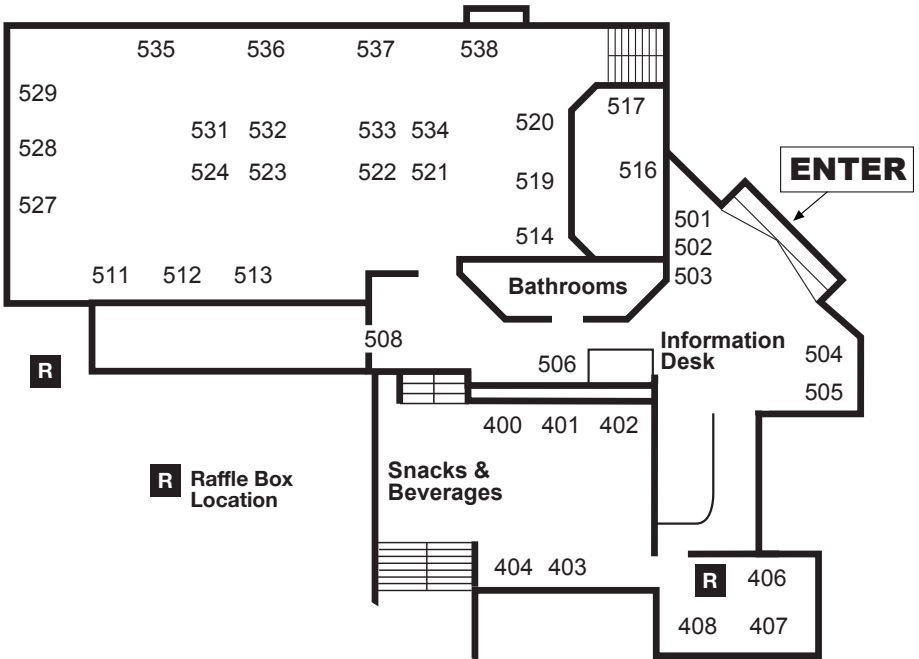 535 536 537 538
529
517
531 532 533 534 520
528
ENTER
524 523 522 521 519 516
527
501
514 502
511 512 513 503
Bathrooms
508 Information
Desk
504
R
506
505
400 401 402
R Raffle Box
Location
Snacks &
Beverages
404 403
R 406
408 407